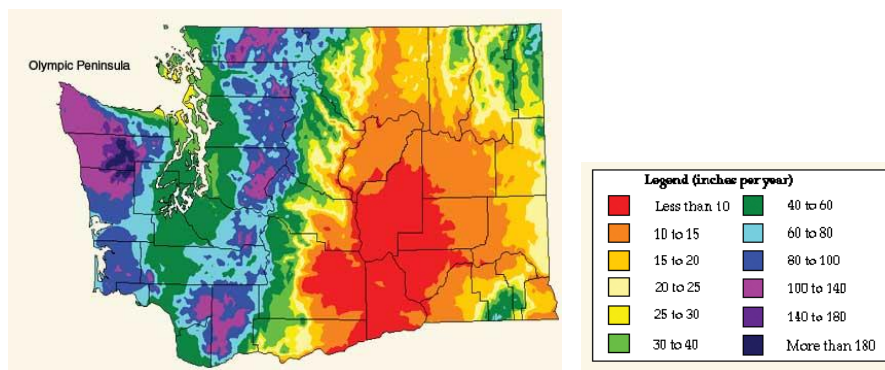 Olympic Peninsula
Legend (inches per year)
Less than 10
40 to 60
10 to 15
60 to 80
15 to 20
80 to 100
20 to 25
100 to 140
25 to 30
140 to 180
30 to 40
More than 180